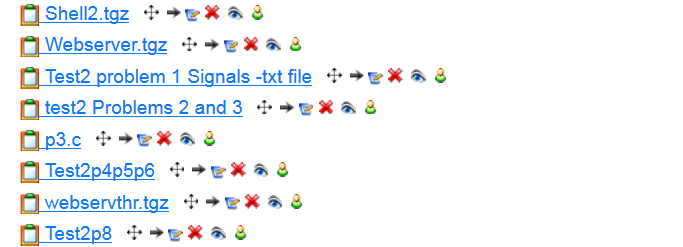 Shell2.tgz
Webserver.tgz
Test2 problem 1 Signals -txt file
test2 Problems 2 and 3
p3.c
Test2p4p5p6
webservthr.tgz
Test2p8